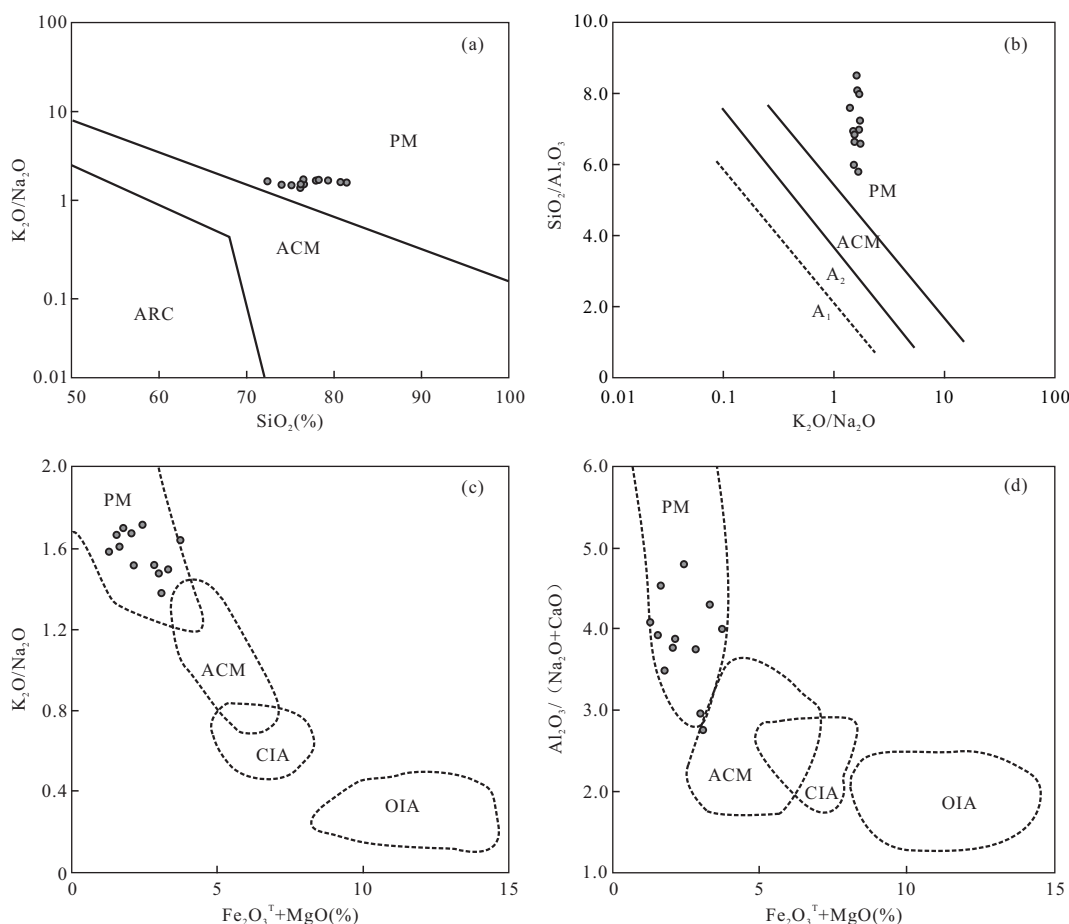 100
10
1
0.1
0.01
K₂O/Na₂O
(a)
PM
ACM
ARC
50 60 70 80 90 100
SiO₂(%)
10.0
8.0
6.0
4.0
2.0
0.0
SiO₂/Al₂O₃
(b)
PM
ACM
A₂
A₁
0.01 0.1 1 10 100
K₂O/Na₂O
2.0
1.6
1.2
0.8
0.4
0
K₂O/Na₂O
(c)
PM
ACM
CIA
OIA
0 5 10 15
Fe₂O₃ᵀ+MgO(%)
6.0
5.0
4.0
3.0
2.0
1.0
Al₂O₃/（Na₂O+CaO）
(d)
PM
ACM
CIA
OIA
0 5 10 15
Fe₂O₃ᵀ+MgO(%)